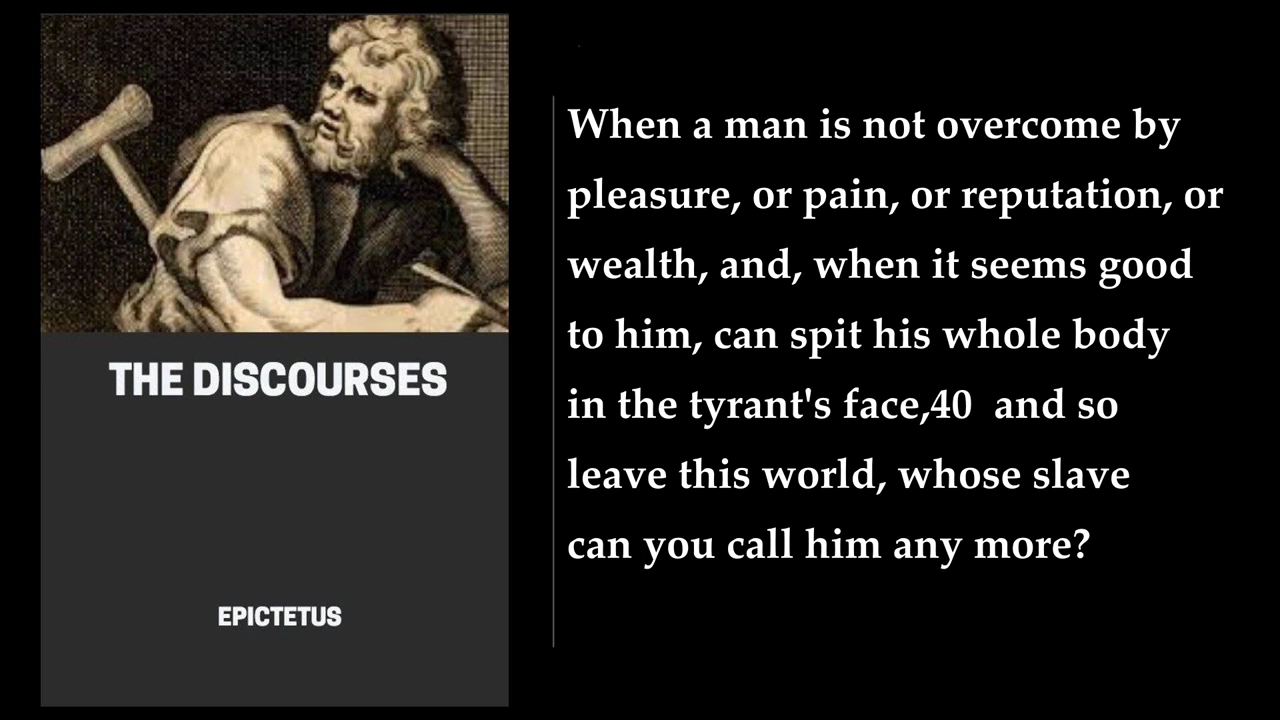 THE DISCOURSES
EPICTETUS
When a man is not overcome by
pleasure, or pain, or reputation, or
wealth, and, when it seems good
to him, can spit his whole body
in the tyrant's face,40  and so
leave this world, whose slave
can you call him any more?